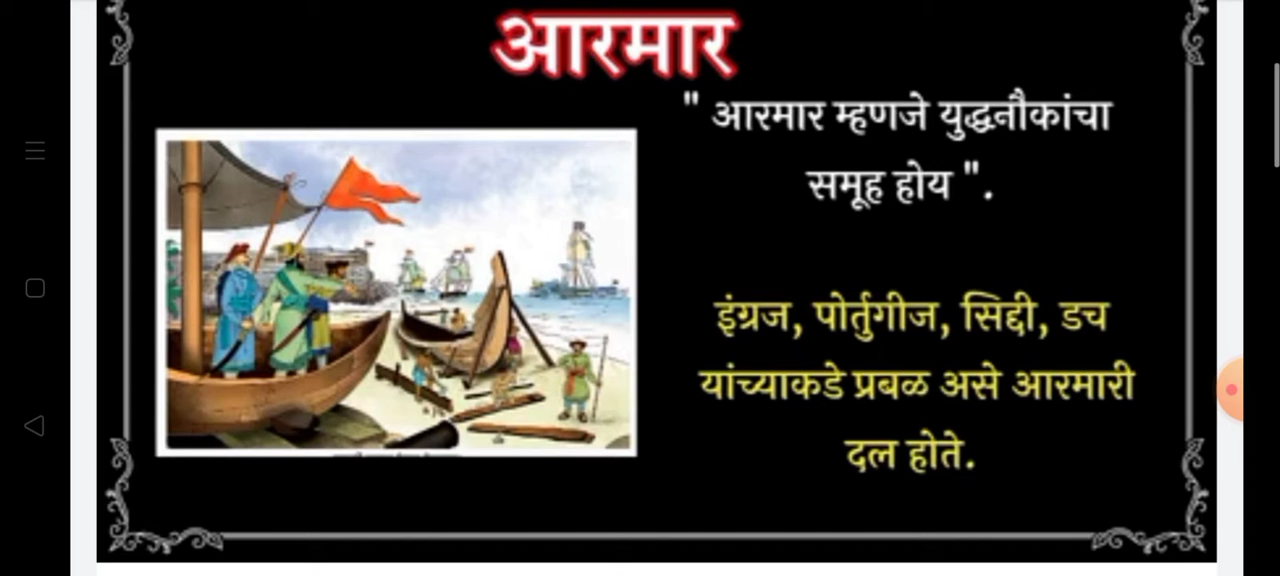 आरमार
" आरमार म्हणजे युद्धनौकांचा
समूह होय ".
इंग्रज, पोर्तुगीज, सिद्दी, डच
यांच्याकडे प्रबळ असे आरमारी
दल होते.